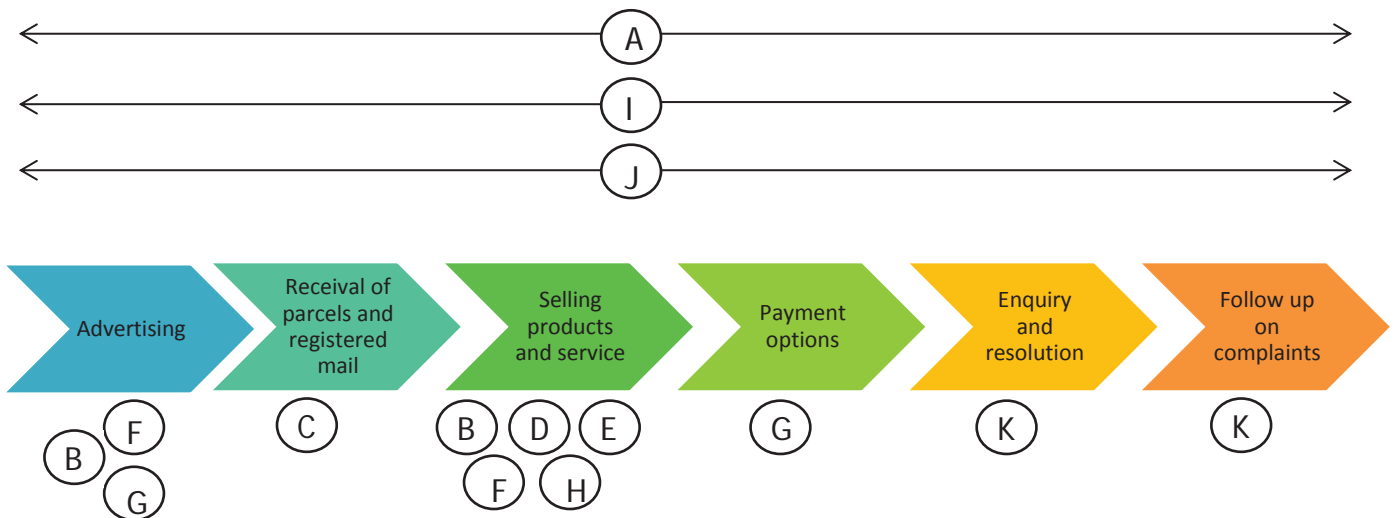 A
I
J
Advertising
Receival of
parcels and
registered
mail
Selling
products
and service
Payment
options
Enquiry
and
resolution
Follow up
on
complaints
B
F
G
C
B D E
F H
G
K
K